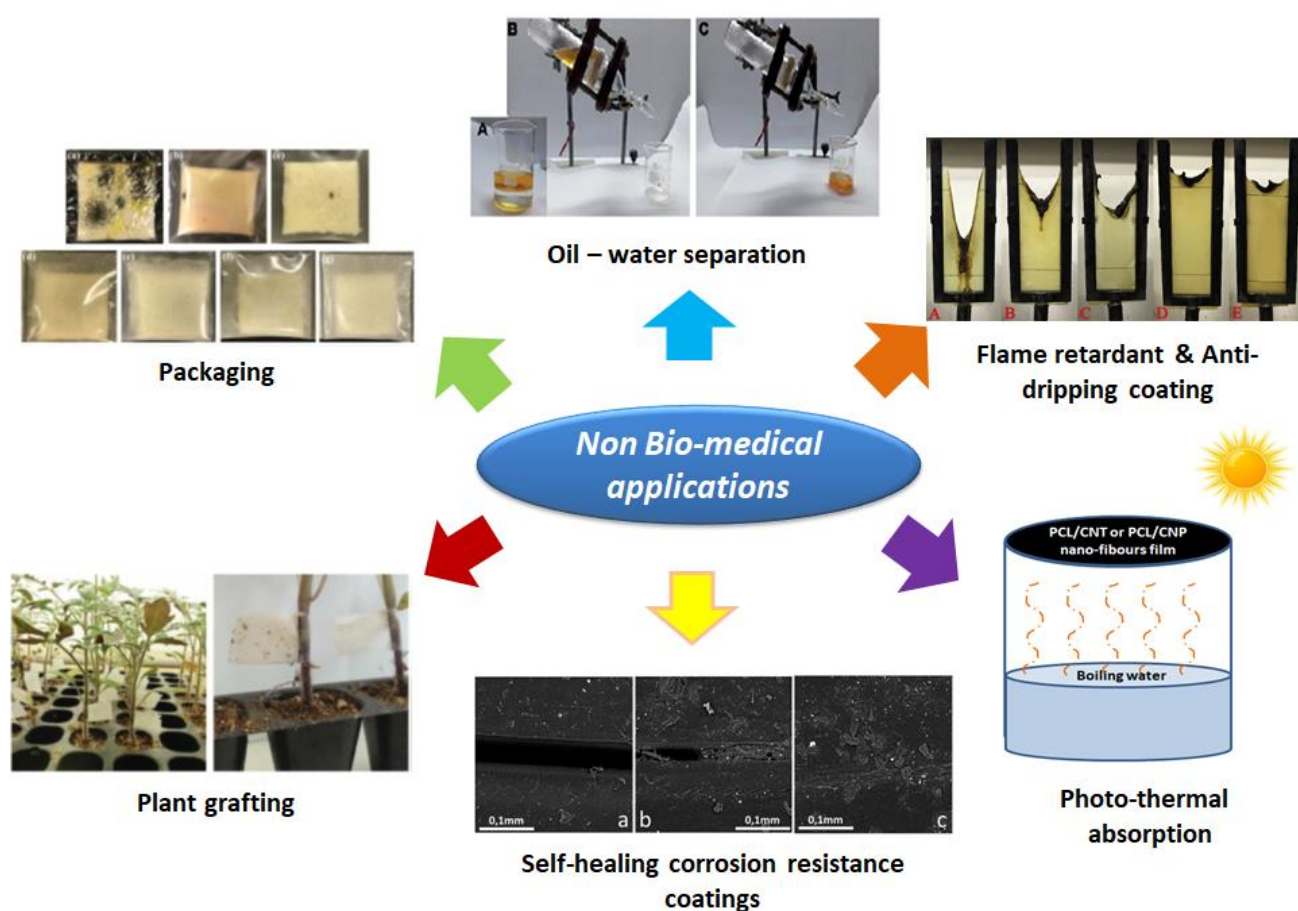 B
C
A
(a)
(b)
(c)
(d)
(e)
(f)
(g)
Oil – water separation
A
B
C
D
E
Packaging
Flame retardant & Anti-
dripping coating
Non Bio-medical
applications
PCL/CNT or PCL/CNP
nano-fibours film
Boiling water
Plant grafting
0,1mm
a
b
0,1mm
0,1mm
c
Photo-thermal
absorption
Self-healing corrosion resistance
coatings